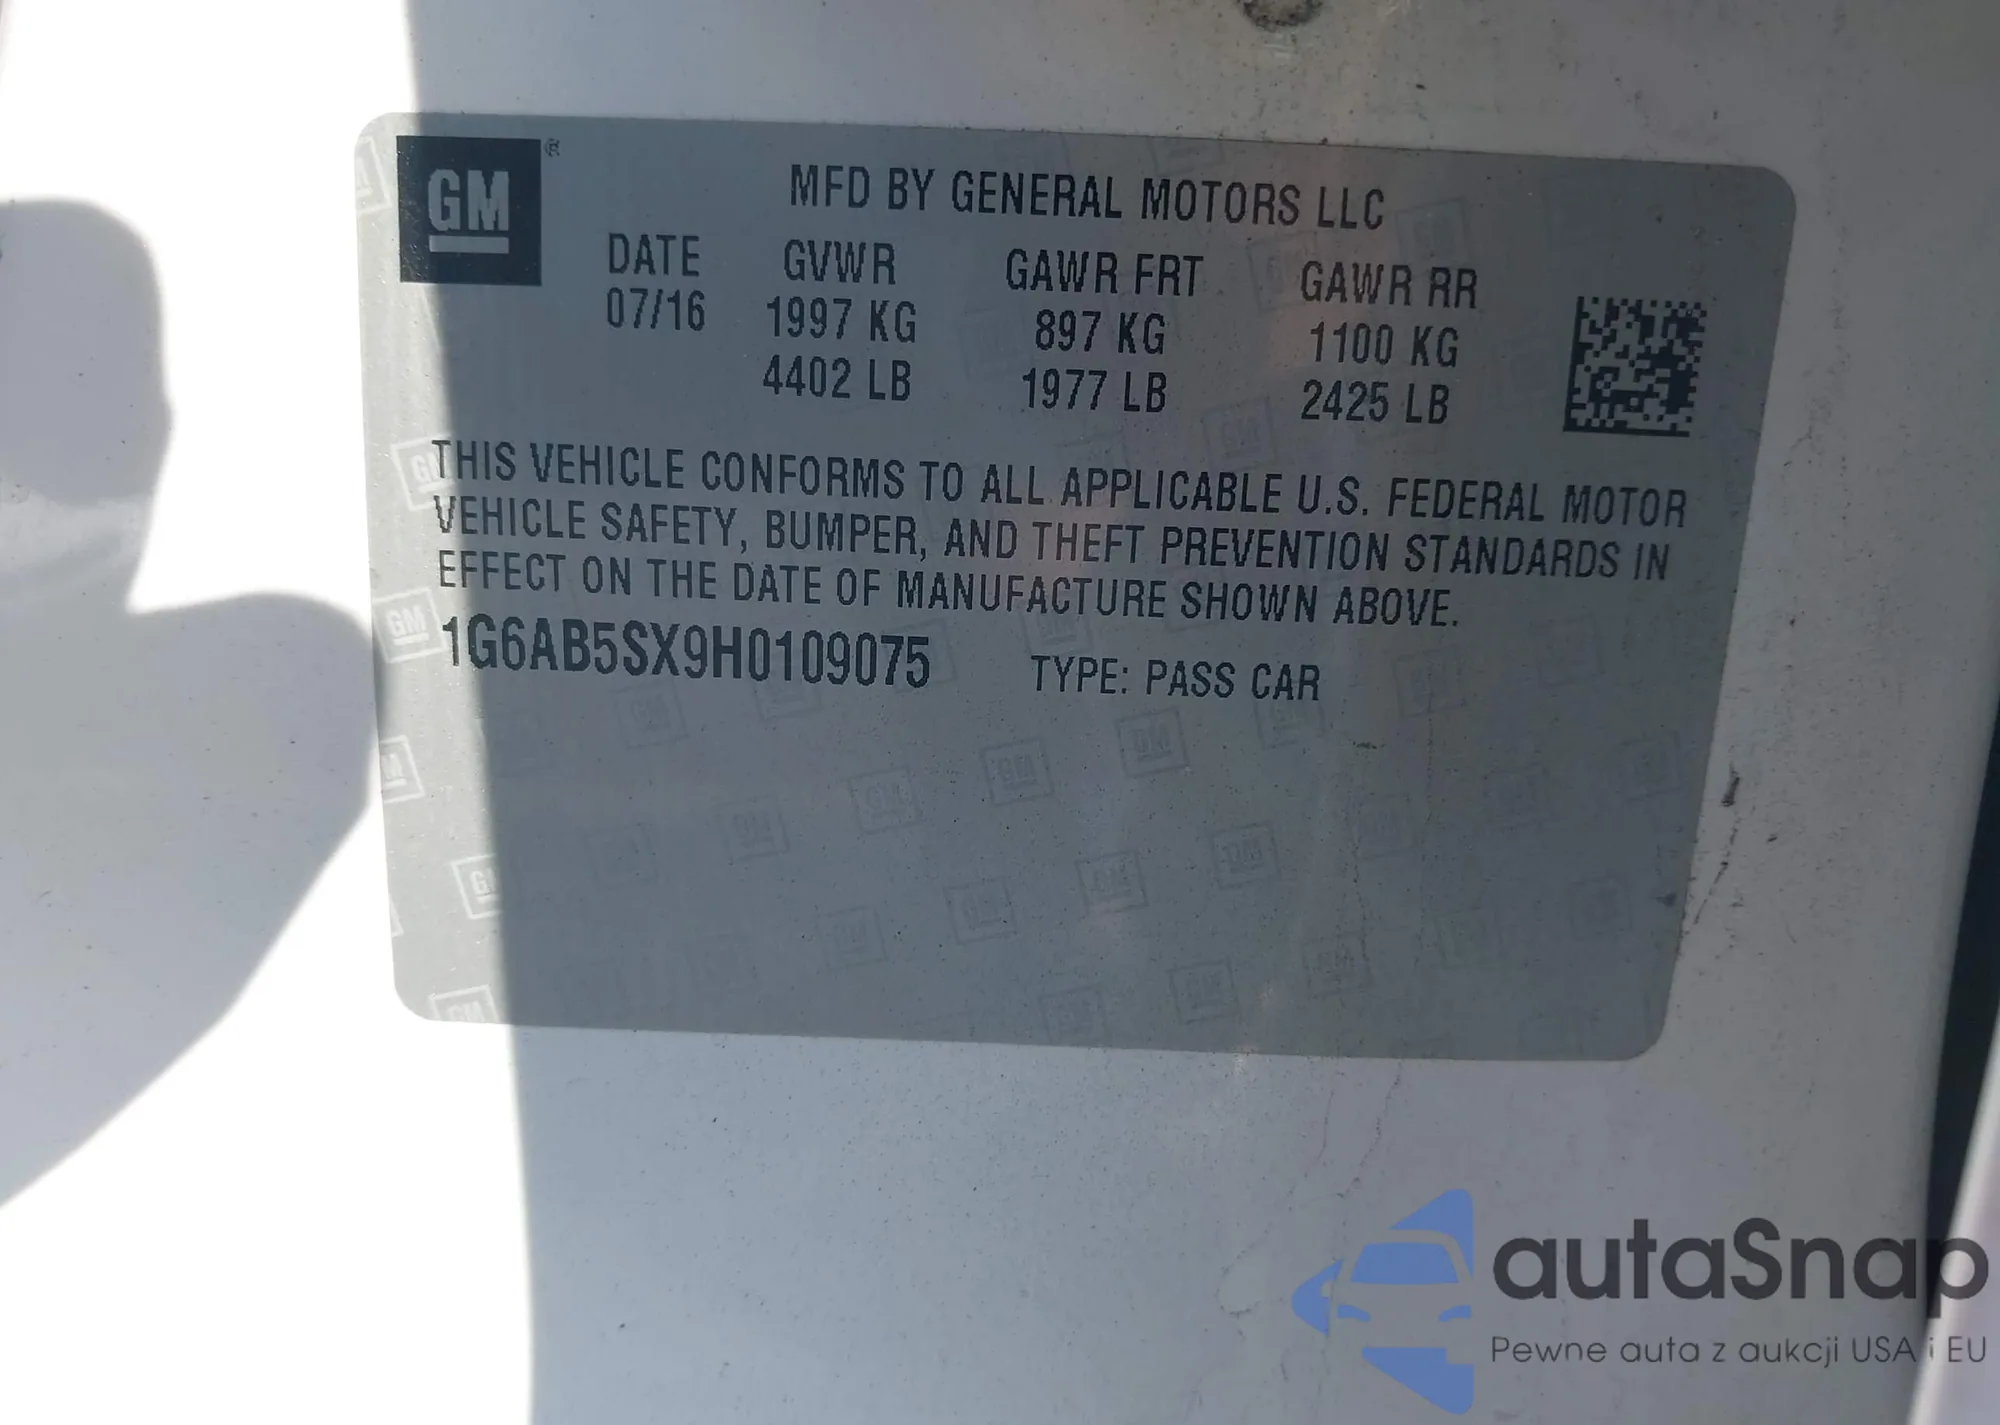 GM ®
MFD BY GENERAL MOTORS LLC
DATE GVWR GAWR FRT GAWR RR
07/16 1997 KG 897 KG 1100 KG
4402 LB 1977 LB 2425 LB
THIS VEHICLE CONFORMS TO ALL APPLICABLE U.S. FEDERAL MOTOR
VEHICLE SAFETY, BUMPER, AND THEFT PREVENTION STANDARDS IN
EFFECT ON THE DATE OF MANUFACTURE SHOWN ABOVE.
1G6AB5SX9H0109075 TYPE: PASS CAR
autaSnap
Pewne auta z aukcji USA i EU